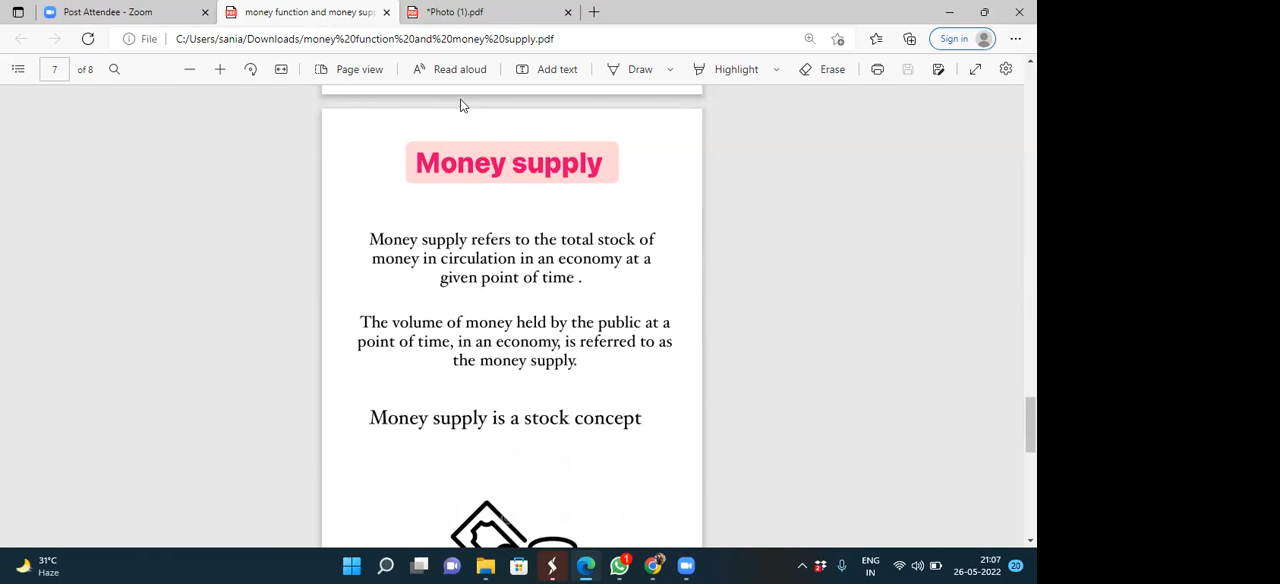 Post Attendee - Zoom
money function and money supp
*Photo (1).pdf
File
C:/Users/sania/Downloads/money%20function%20and%20money%20supply.pdf
Sign in
7
of 8
Page view
Read aloud
Add text
Draw
Highlight
Erase
Money supply
Money supply refers to the total stock of
money in circulation in an economy at a
given point of time .
The volume of money held by the public at a
point of time, in an economy, is referred to as
the money supply.
Money supply is a stock concept
31°C
Haze
1
2
ENG
IN
21:07
26-05-2022
20